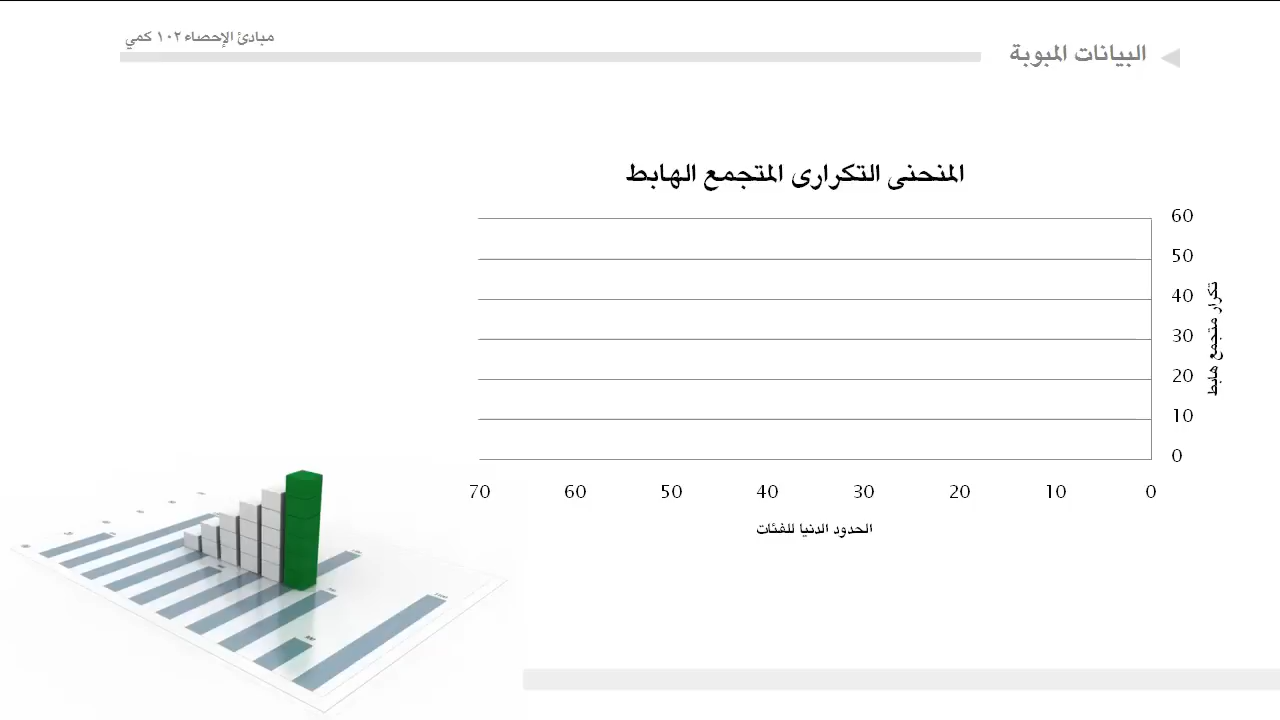 مبادئ الإحصاء ١٠٢ كمي
البيانات المبوبة
المنحنى التكرارى المتجمع الهابط
60
50
40
30
20
10
0
تكرار متجمع هابط
70 60 50 40 30 20 10 0
الحدود الدنيا للفئات